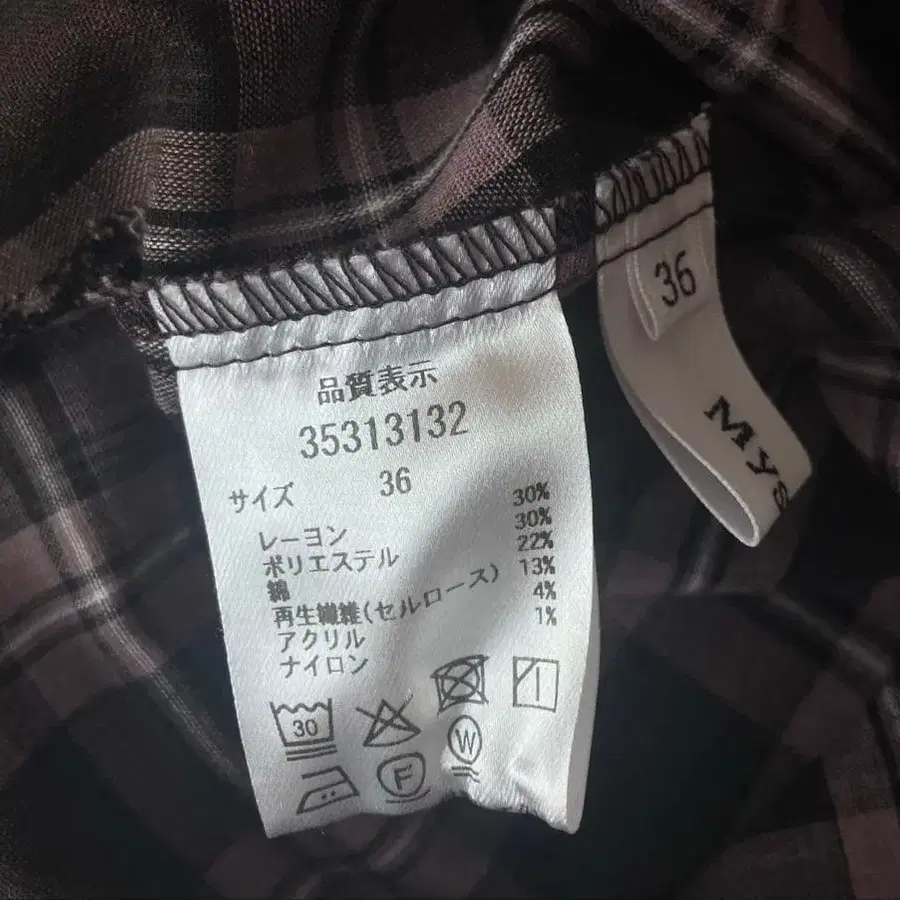 品質表示
35313132
サイズ 36
レーヨン 30%
ポリエステル 30%
綿 22%
再生繊維(セルロース) 13%
アクリル 4%
ナイロン 1%
30
F
W
36
Mys